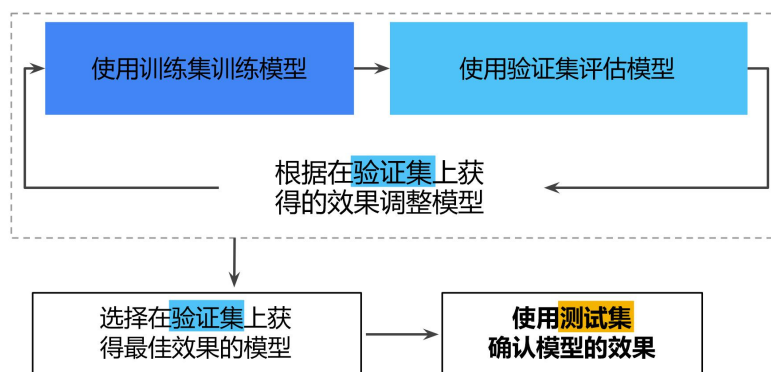 使用训练集训练模型
使用验证集评估模型
根据在验证集上获
得的效果调整模型
选择在验证集上获
得最佳效果的模型
使用测试集
确认模型的效果